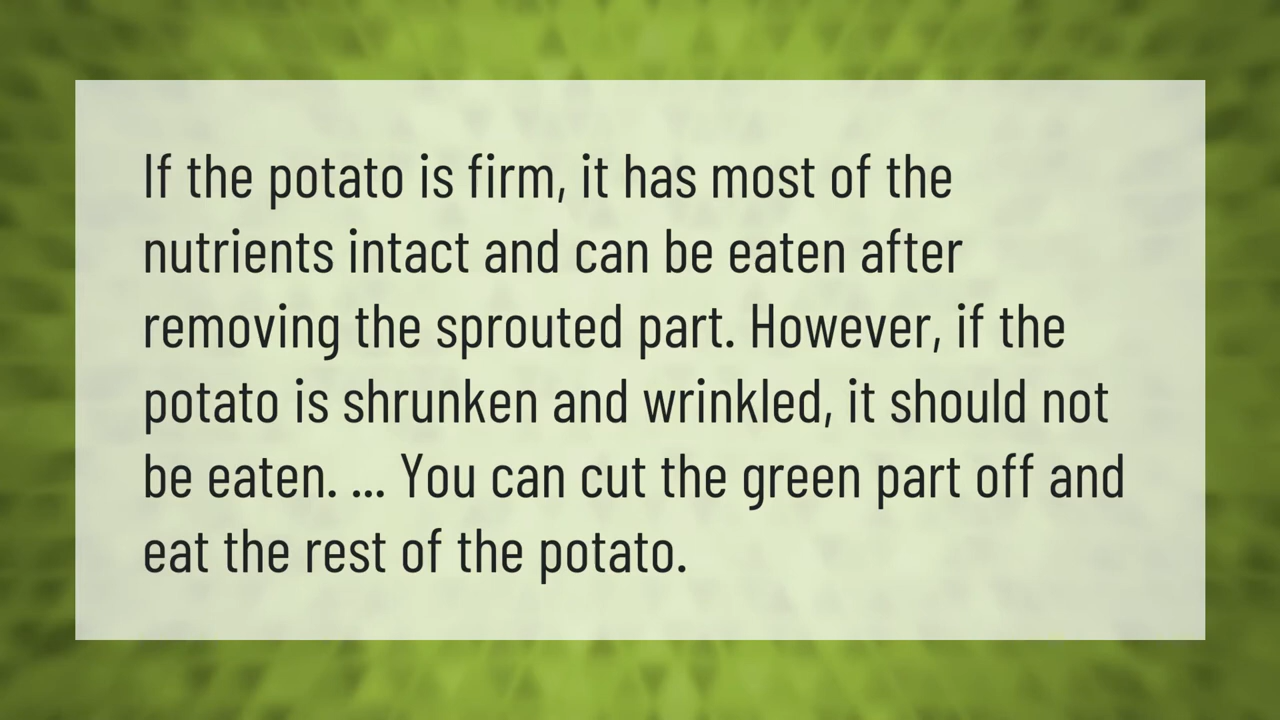 If the potato is firm, it has most of the
nutrients intact and can be eaten after
removing the sprouted part. However, if the
potato is shrunken and wrinkled, it should not
be eaten. ... You can cut the green part off and
eat the rest of the potato.